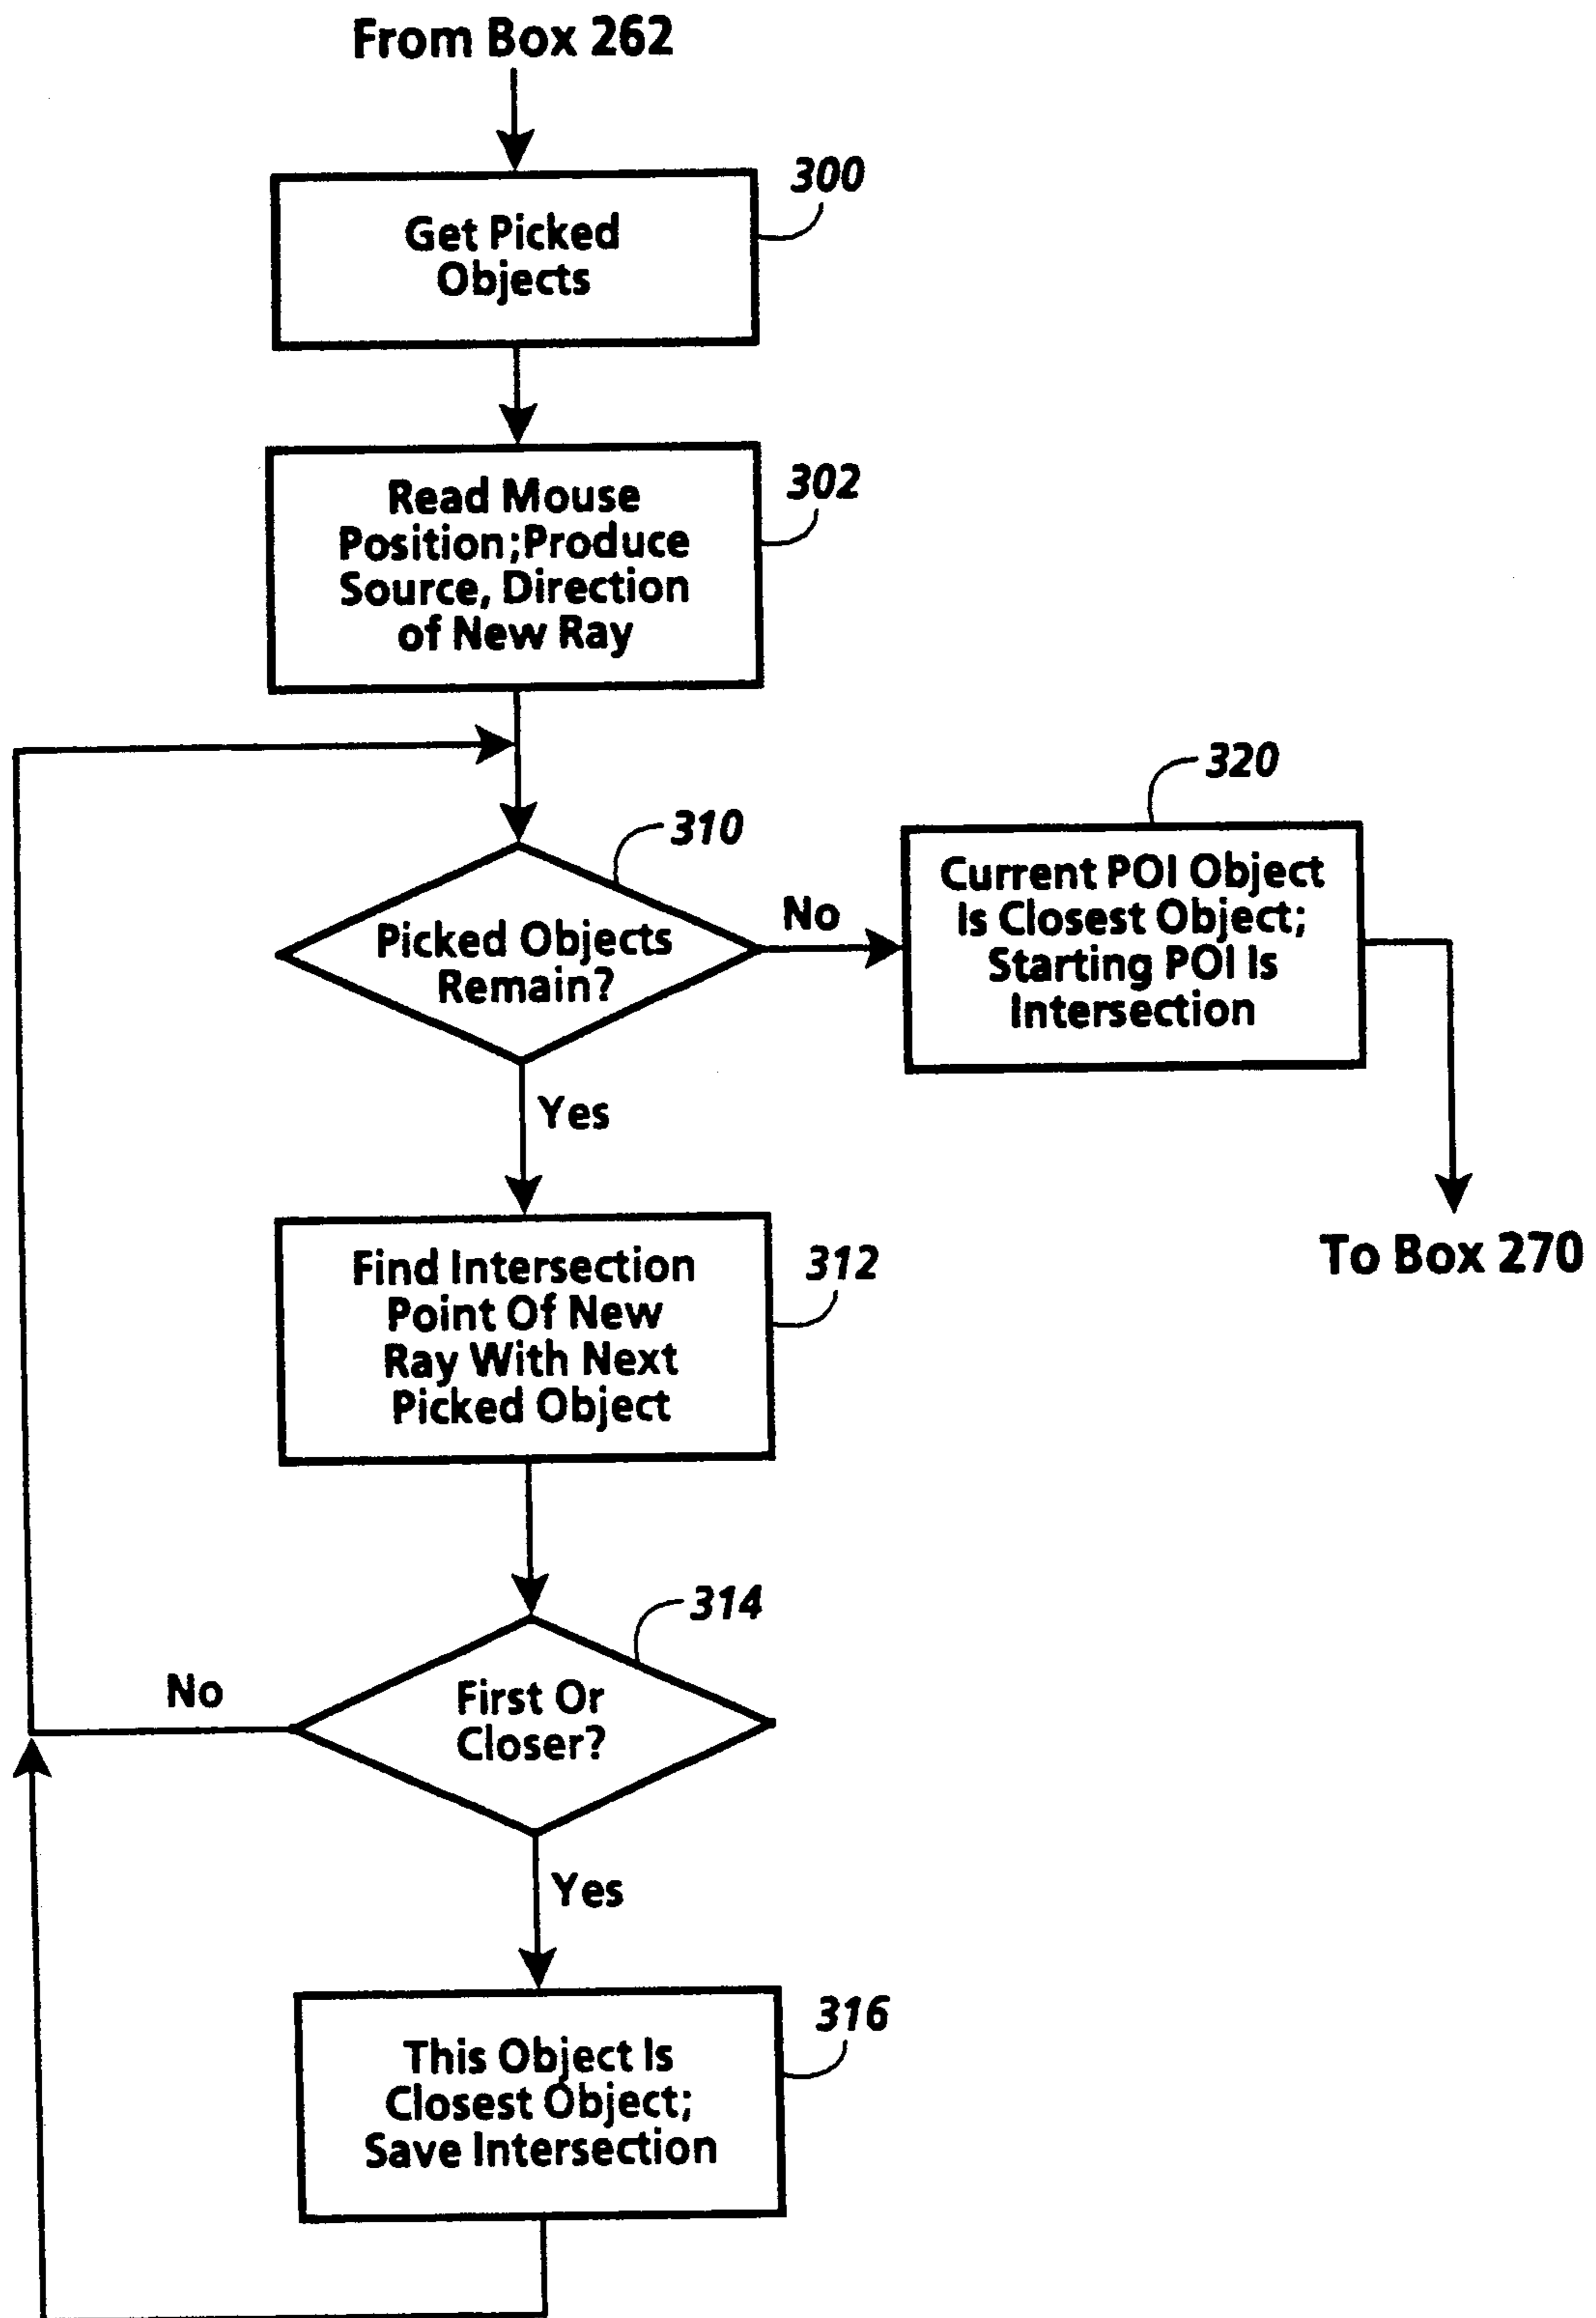 From Box 262
300
Get Picked
Objects
302
Read Mouse
Position;Produce
Source, Direction
of New Ray
310
Picked Objects
Remain?
No
320
Current POI Object
Is Closest Object;
Starting POI Is
Intersection
To Box 270
Yes
312
Find Intersection
Point Of New
Ray With Next
Picked Object
314
First Or
Closer?
No
Yes
316
This Object Is
Closest Object;
Save Intersection